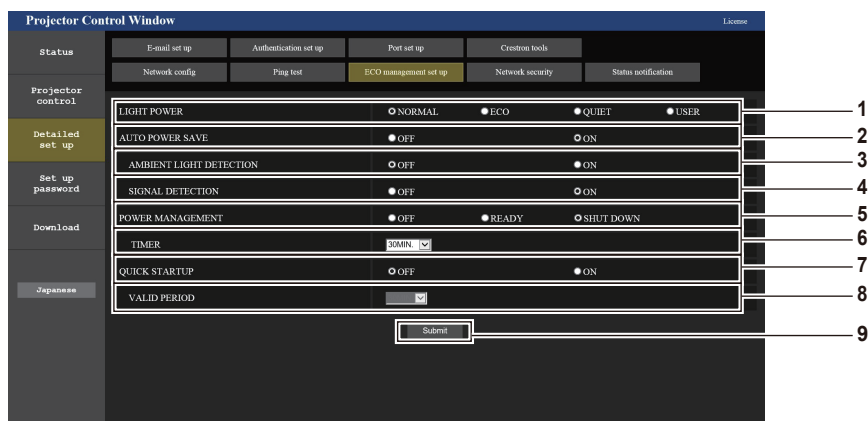 Projector Control Window License
Status
E-mail set up Authentication set up Port set up Crestron tools
Network config Ping test ECO management set up Network security Status notification
Projector
control
Detailed
set up
Set up
password
Download
Japanese
LIGHT POWER NORMAL ECO QUIET USER 1
AUTO POWER SAVE OFF ON 2
AMBIENT LIGHT DETECTION OFF ON 3
SIGNAL DETECTION OFF ON 4
POWER MANAGEMENT OFF READY SHUT DOWN 5
TIMER 30MIN. 6
QUICK STARTUP OFF ON 7
VALID PERIOD 8
Submit 9